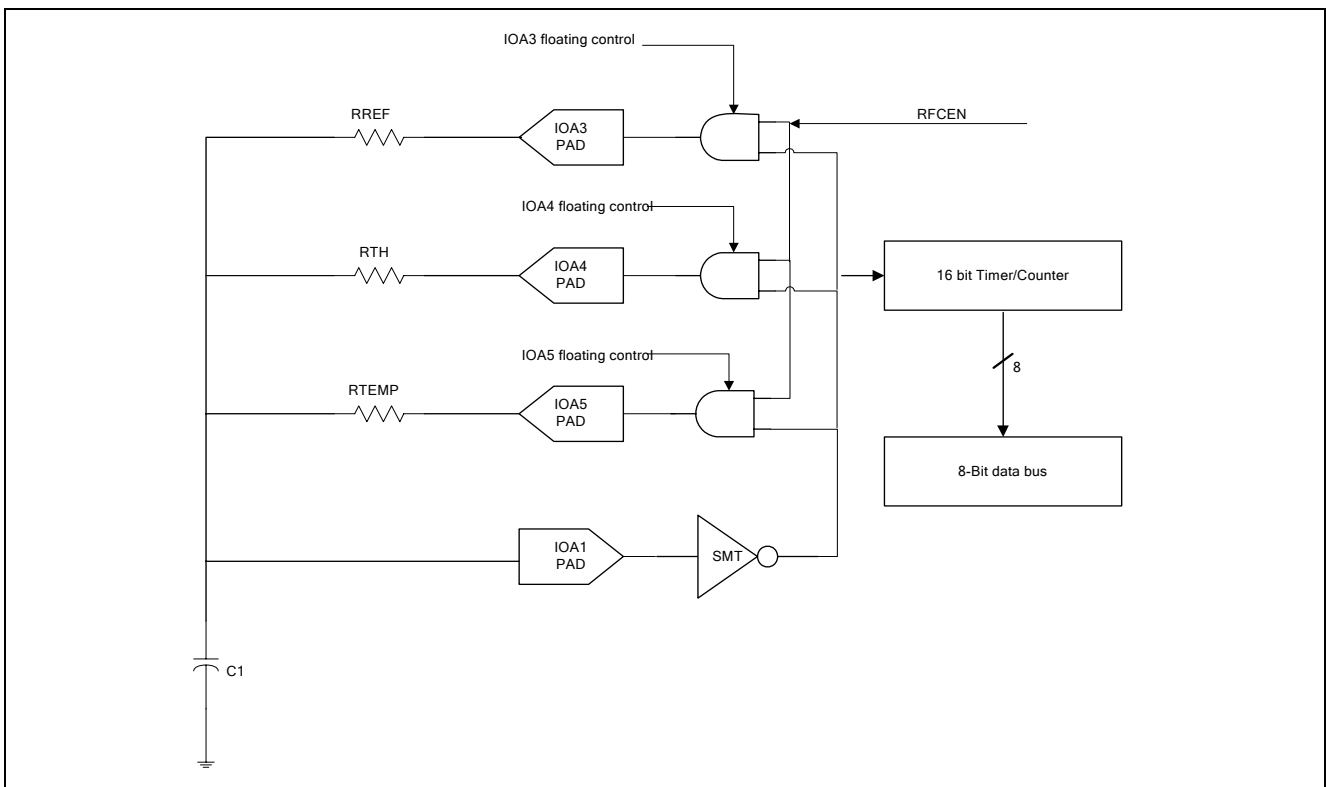 IOA3 floating control
RREF
IOA3
PAD
RFCEN
IOA4 floating control
RTH
IOA4
PAD
16 bit Timer/Counter
IOA5 floating control
8
RTEMP
IOA5
PAD
8-Bit data bus
IOA1
PAD
SMT
C1